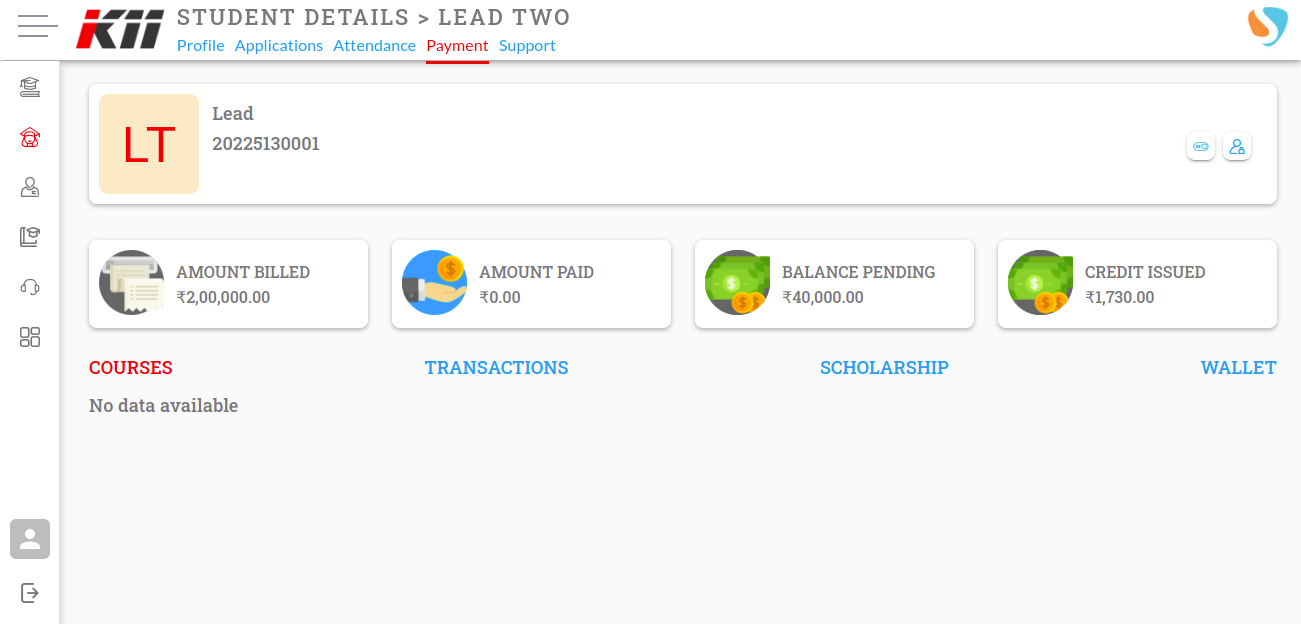 KII
STUDENT DETAILS > LEAD TWO
Profile Applications Attendance Payment Support
LT
Lead
20225130001
AMOUNT BILLED
₹2,00,000.00
AMOUNT PAID
₹0.00
BALANCE PENDING
₹40,000.00
CREDIT ISSUED
₹1,730.00
COURSES TRANSACTIONS SCHOLARSHIP WALLET
No data available